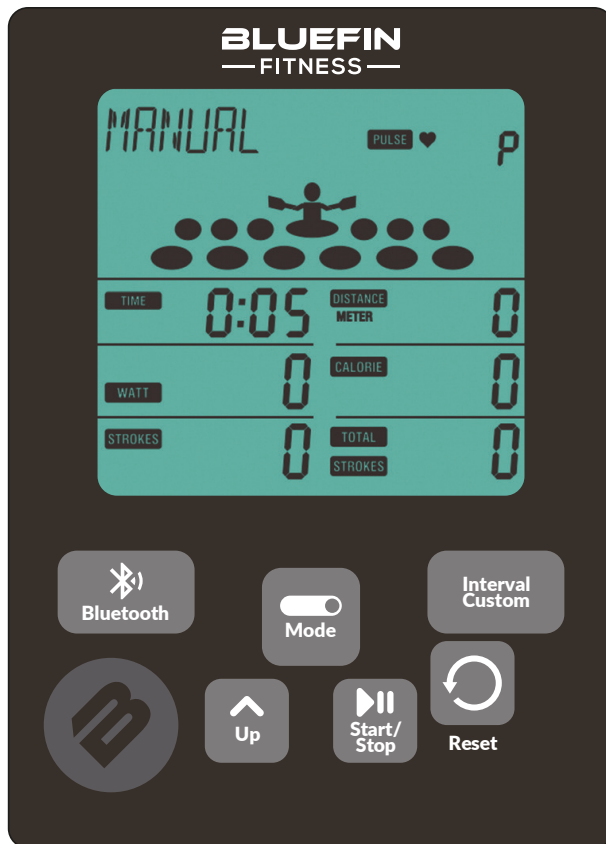 BLUEFIN
FITNESS
MANUAL PULSE P
TIME 0:05 DISTANCE METER 0
WATT 0 CALORIE 0
STROKES 0 TOTAL STROKES 0
Bluetooth
Mode
Interval
Custom
Up
Start/
Stop
Reset